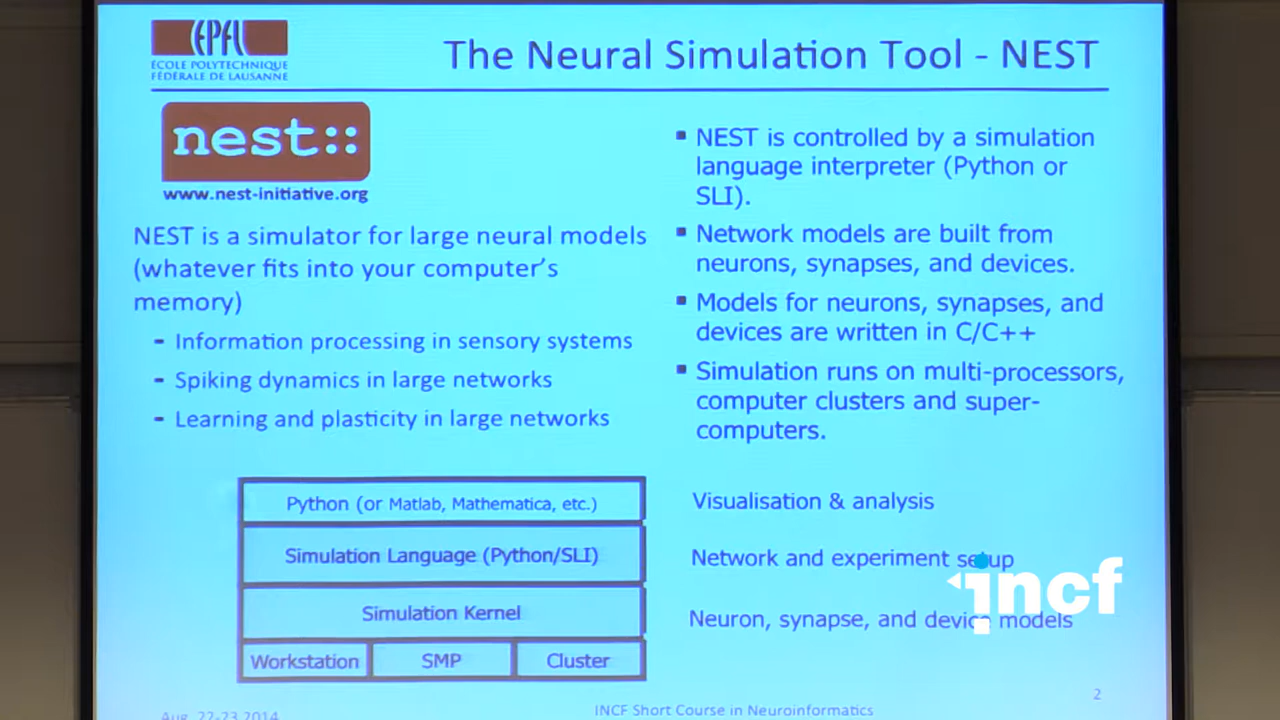 EPFL
ÉCOLE POLYTECHNIQUE
FÉDÉRALE DE LAUSANNE
The Neural Simulation Tool - NEST
nest::
www.nest-initiative.org
NEST is a simulator for large neural models
(whatever fits into your computer's
memory)
- Information processing in sensory systems
- Spiking dynamics in large networks
- Learning and plasticity in large networks
▪ NEST is controlled by a simulation
language interpreter (Python or
SLI).
▪ Network models are built from
neurons, synapses, and devices.
▪ Models for neurons, synapses, and
devices are written in C/C++
▪ Simulation runs on multi-processors,
computer clusters and super-
computers.
Python (or Matlab, Mathematica, etc.)
Visualisation & analysis
Simulation Language (Python/SLI)
Network and experiment setup
Simulation Kernel
Neuron, synapse, and device models
Workstation
SMP
Cluster
incf
2
Aug. 22-23 2014
INCF Short Course in Neuroinformatics